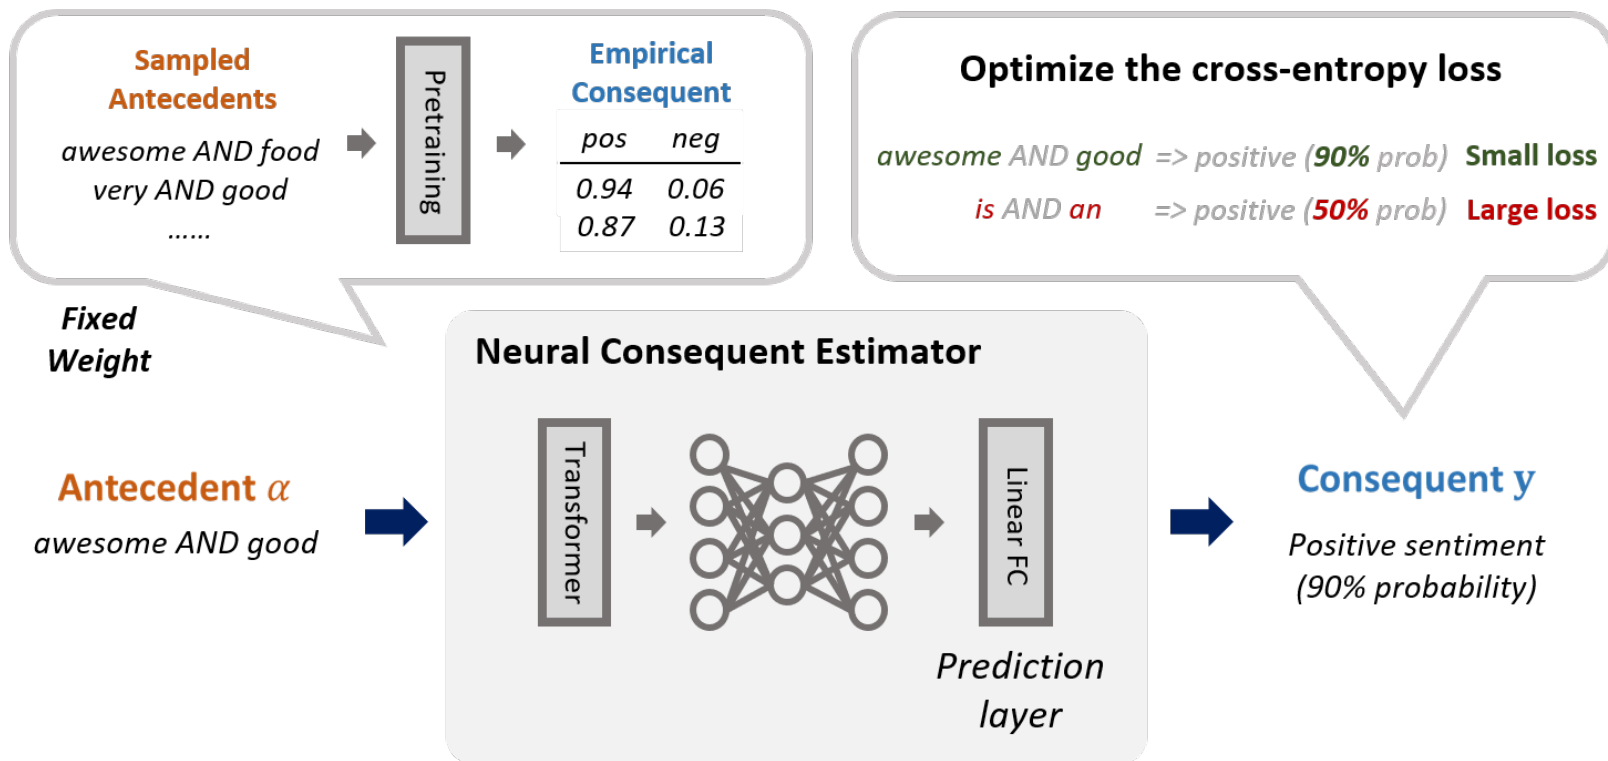 Sampled
Antecedents
awesome AND food
very AND good
......
Pretraining
Empirical
Consequent
pos neg
0.94 0.06
0.87 0.13
Optimize the cross-entropy loss
awesome AND good => positive (90% prob) Small loss
is AND an => positive (50% prob) Large loss
Fixed
Weight
Neural Consequent Estimator
Antecedent α
awesome AND good
Transformer
Linear FC
Prediction
layer
Consequent y
Positive sentiment
(90% probability)